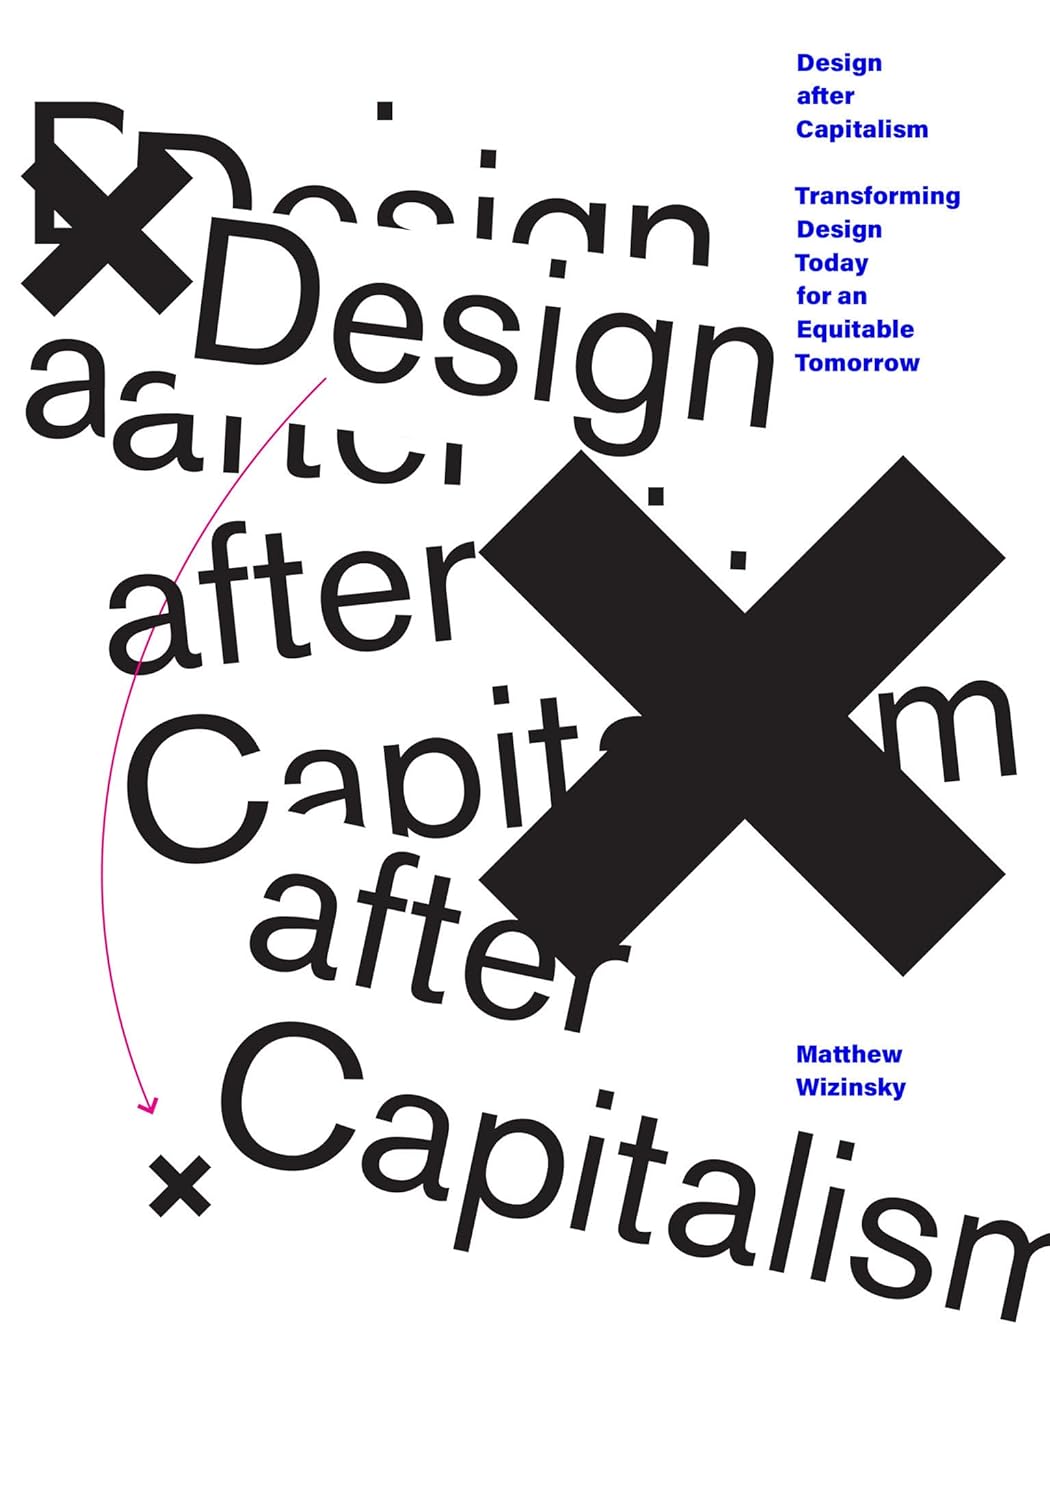 Design
after
Capitalism
Transforming
Design
Today
for an
Equitable
Tomorrow
Design
Design
after
after
Capit m
after
Capitalism
Matthew
Wizinsky